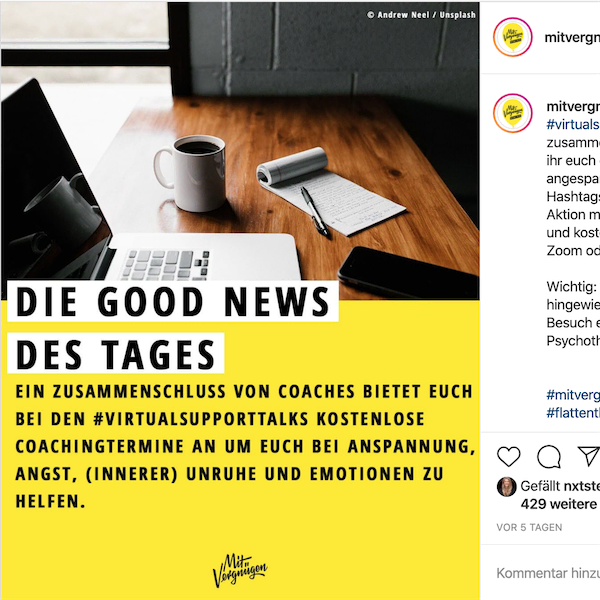 © Andrew Neel / Unsplash
DIE GOOD NEWS
DES TAGES
EIN ZUSAMMENSCHLUSS VON COACHES BIETET EUCH
BEI DEN #VIRTUALSUPPORTTALKS KOSTENLOSE
COACHINGTERMINE AN UM EUCH BEI ANSPANNUNG,
ANGST, (INNERER) UNRUHE UND EMOTIONEN ZU
HELFEN.
Mit
Vergnügen
mitvergn
mitvergn
#virtuals
zusamme
ihr euch
angespa
Hashtags
Aktion m
und kost
Zoom od
Wichtig:
hingewie
Besuch e
Psychoth
#mitverg
#flattent
Gefällt nxtste
429 weitere
VOR 5 TAGEN
Kommentar hinzu